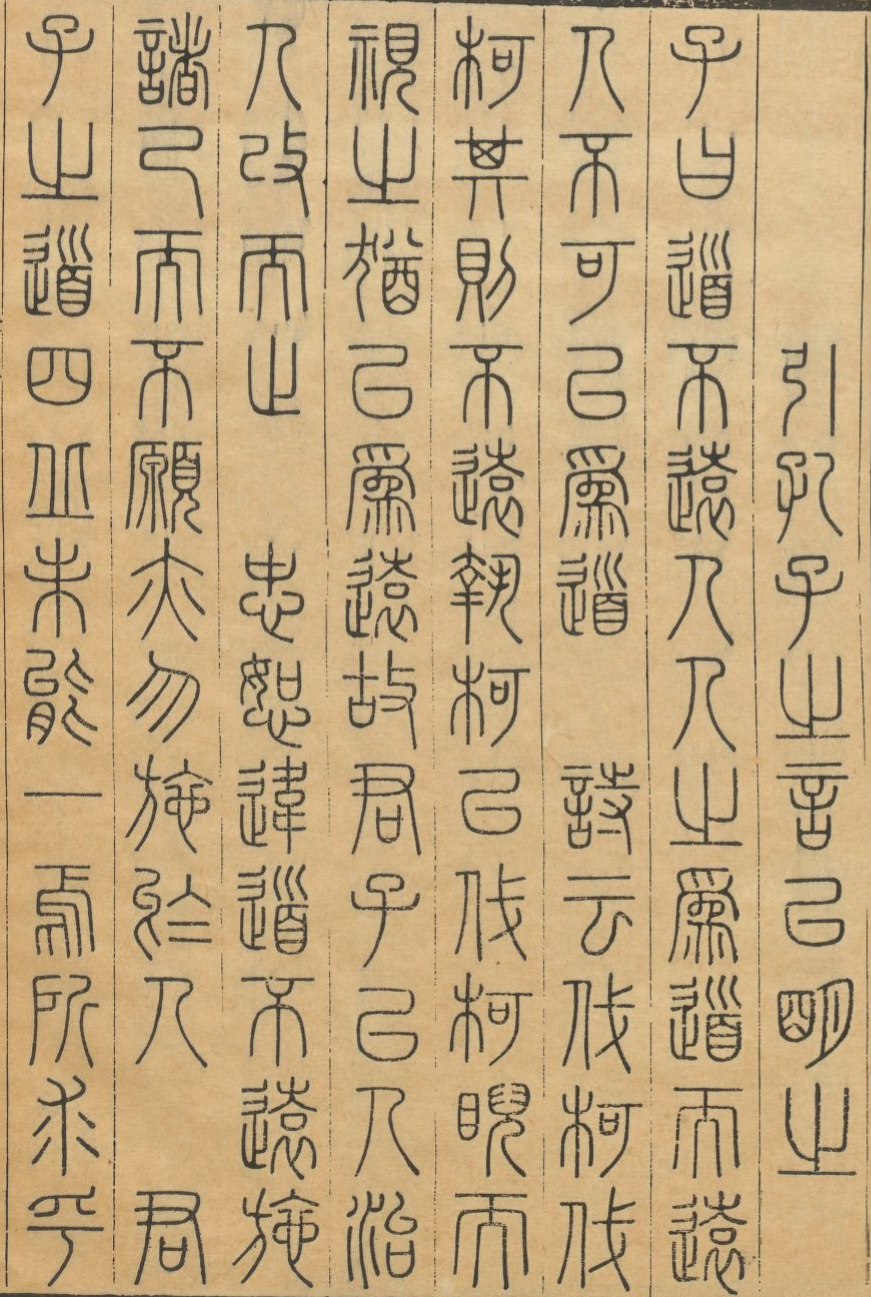 引孔子之言以明之
子曰道不遠人人之爲道而遠
人不可以爲道 詩云伐柯伐
柯其則不遠執柯以伐柯睨而
視之猶以爲遠故君子以人治
人改而止 忠恕違道不遠施
諸己而不願亦勿施於人 君
子之道四丘未能一焉所求乎